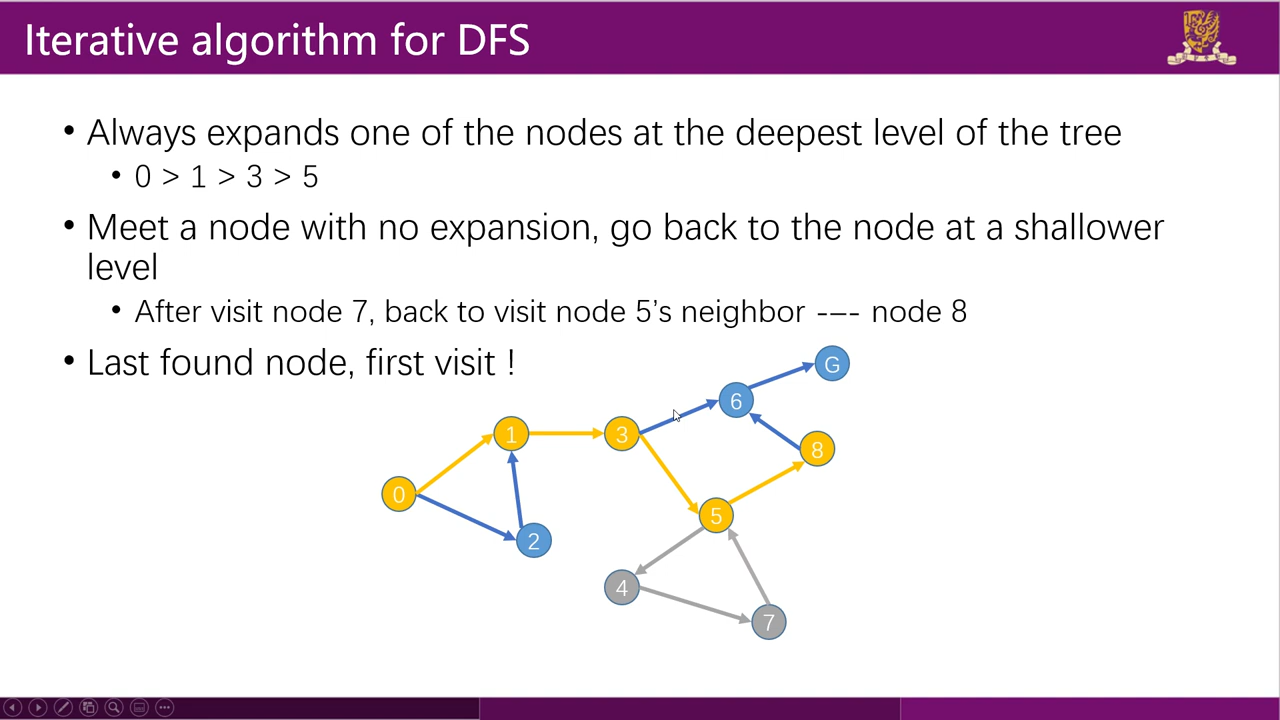 Iterative algorithm for DFS
• Always expands one of the nodes at the deepest level of the tree
• 0 > 1 > 3 > 5
• Meet a node with no expansion, go back to the node at a shallower
level
• After visit node 7, back to visit node 5’s neighbor -–- node 8
• Last found node, first visit !
G
6
1
3
8
0
5
2
4
7